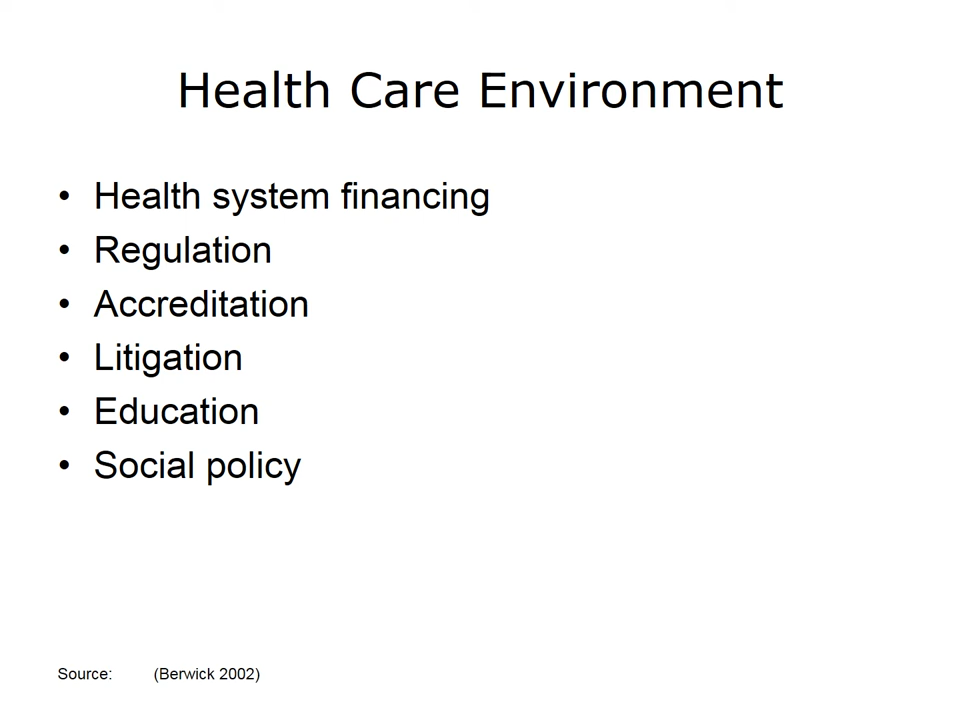 Health Care Environment
• Health system financing
• Regulation
• Accreditation
• Litigation
• Education
• Social policy
Source: (Berwick 2002)